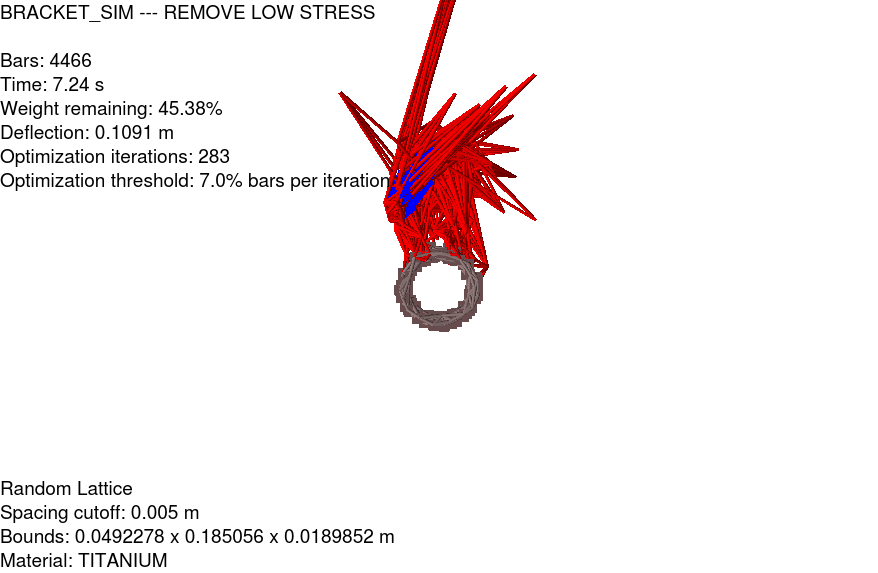 BRACKET_SIM --- REMOVE LOW STRESS
Bars: 4466
Time: 7.24 s
Weight remaining: 45.38%
Deflection: 0.1091 m
Optimization iterations: 283
Optimization threshold: 7.0% bars per iteration
Random Lattice
Spacing cutoff: 0.005 m
Bounds: 0.0492278 x 0.185056 x 0.0189852 m
Material: TITANIUM